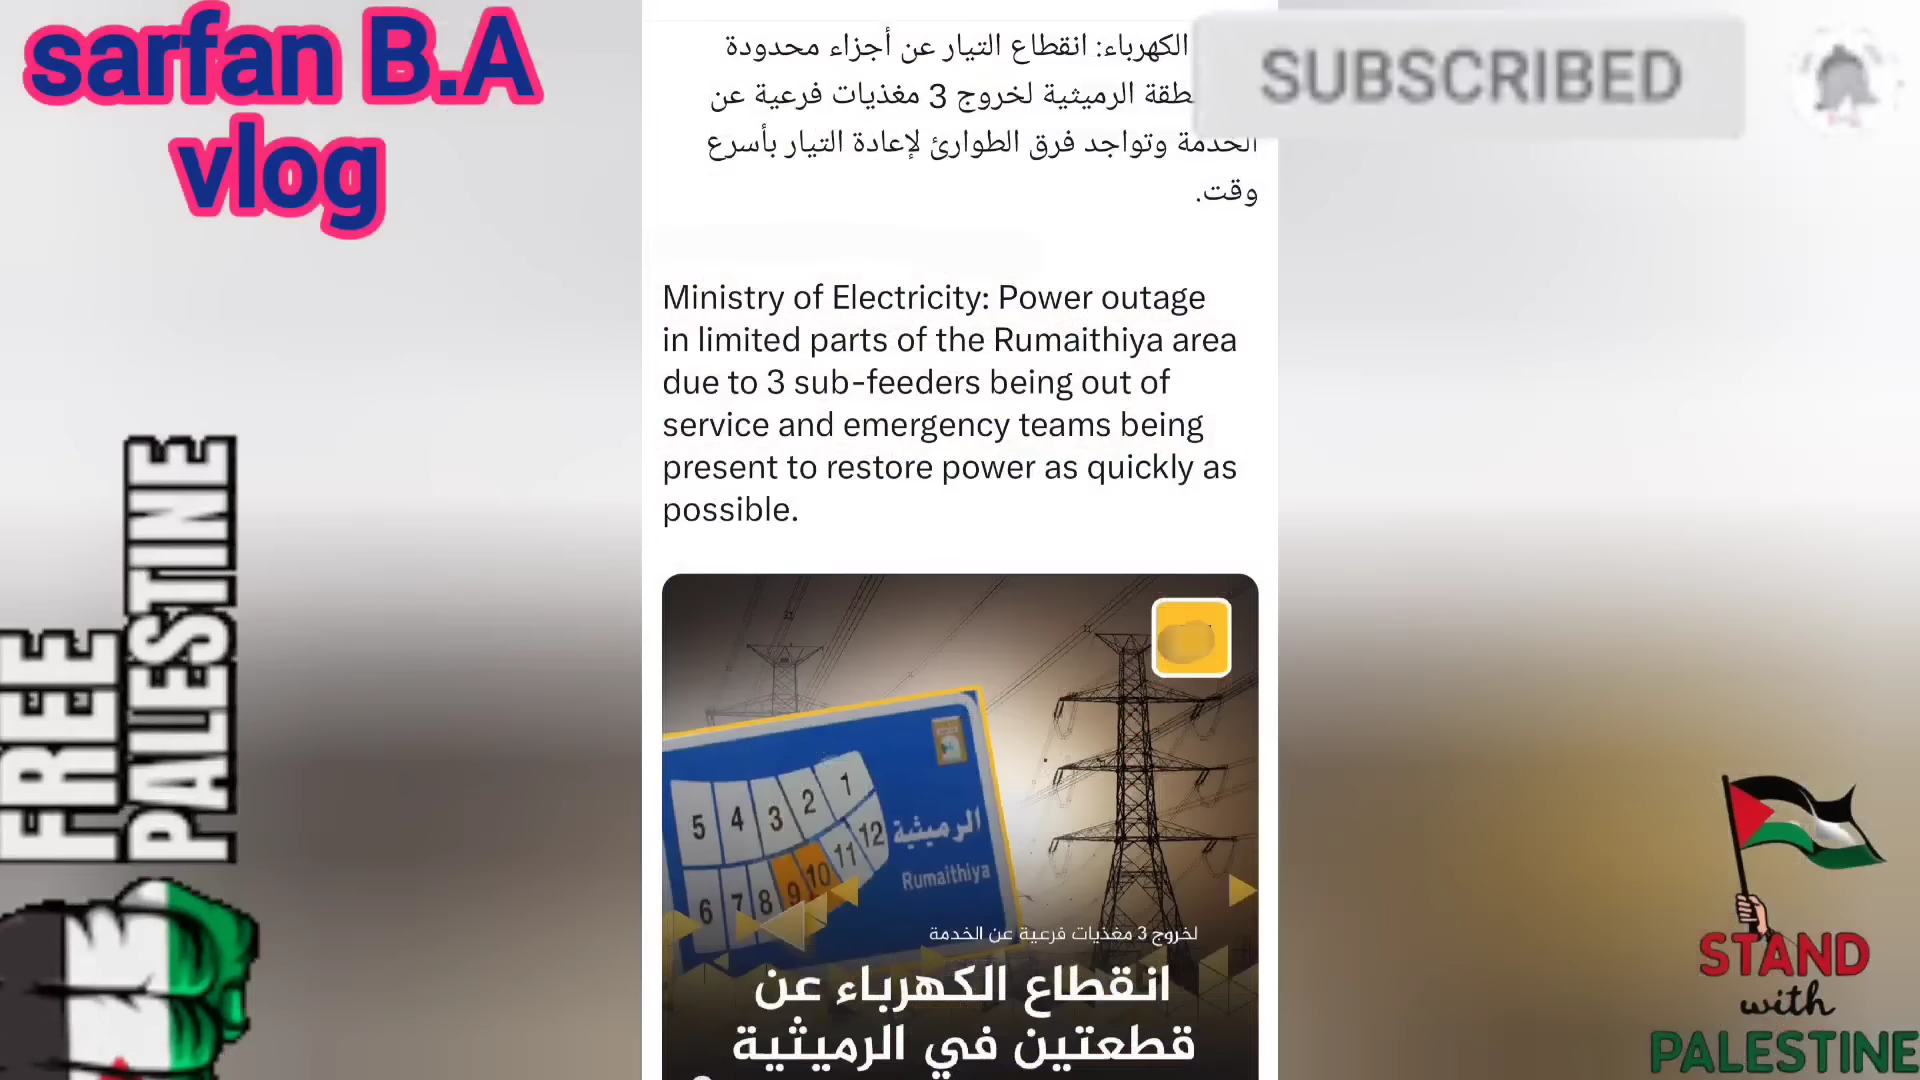 sarfan B.A
vlog
الكهرباء: انقطاع التيار عن أجزاء محدودة
الرميثية لخروج 3 مغذيات فرعية عن
الخدمة وتواجد فرق الطوارئ لإعادة التيار بأسرع
وقت.
SUBSCRIBED
Ministry of Electricity: Power outage
in limited parts of the Rumaithiya area
due to 3 sub-feeders being out of
service and emergency teams being
present to restore power as quickly as
possible.
FREE
PALESTINE
5 4 3 2 1
6 7 8 9 10 11 12
الرميثية
Rumaithiya
لخروج 3 مغذيات فرعية عن الخدمة
انقطاع الكهرباء عن
قطعتين في الرميثية
STAND
with
PALESTINE